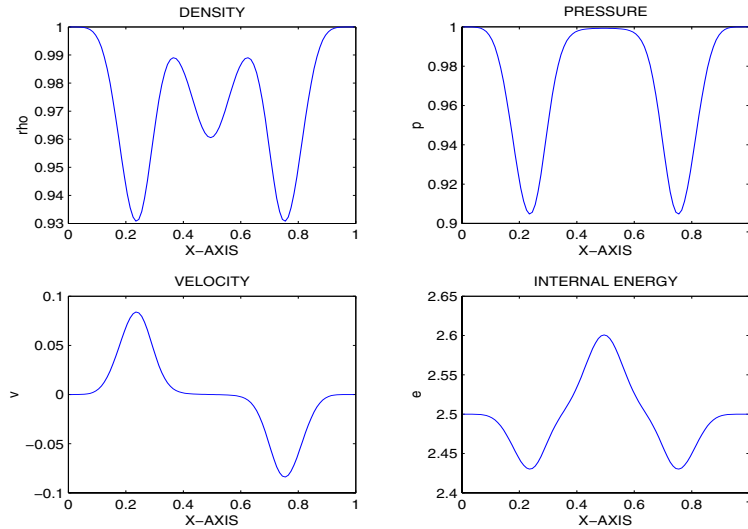 DENSITY
1
0.99
0.98
0.97
0.96
0.95
0.94
0.93
rho
0 0.2 0.4 0.6 0.8 1
X-AXIS
PRESSURE
1
0.98
0.96
0.94
0.92
0.9
p
0 0.2 0.4 0.6 0.8 1
X-AXIS
VELOCITY
0.1
0.05
0
−0.05
−0.1
v
0 0.2 0.4 0.6 0.8 1
X-AXIS
INTERNAL ENERGY
2.65
2.6
2.55
2.5
2.45
2.4
e
0 0.2 0.4 0.6 0.8 1
X-AXIS